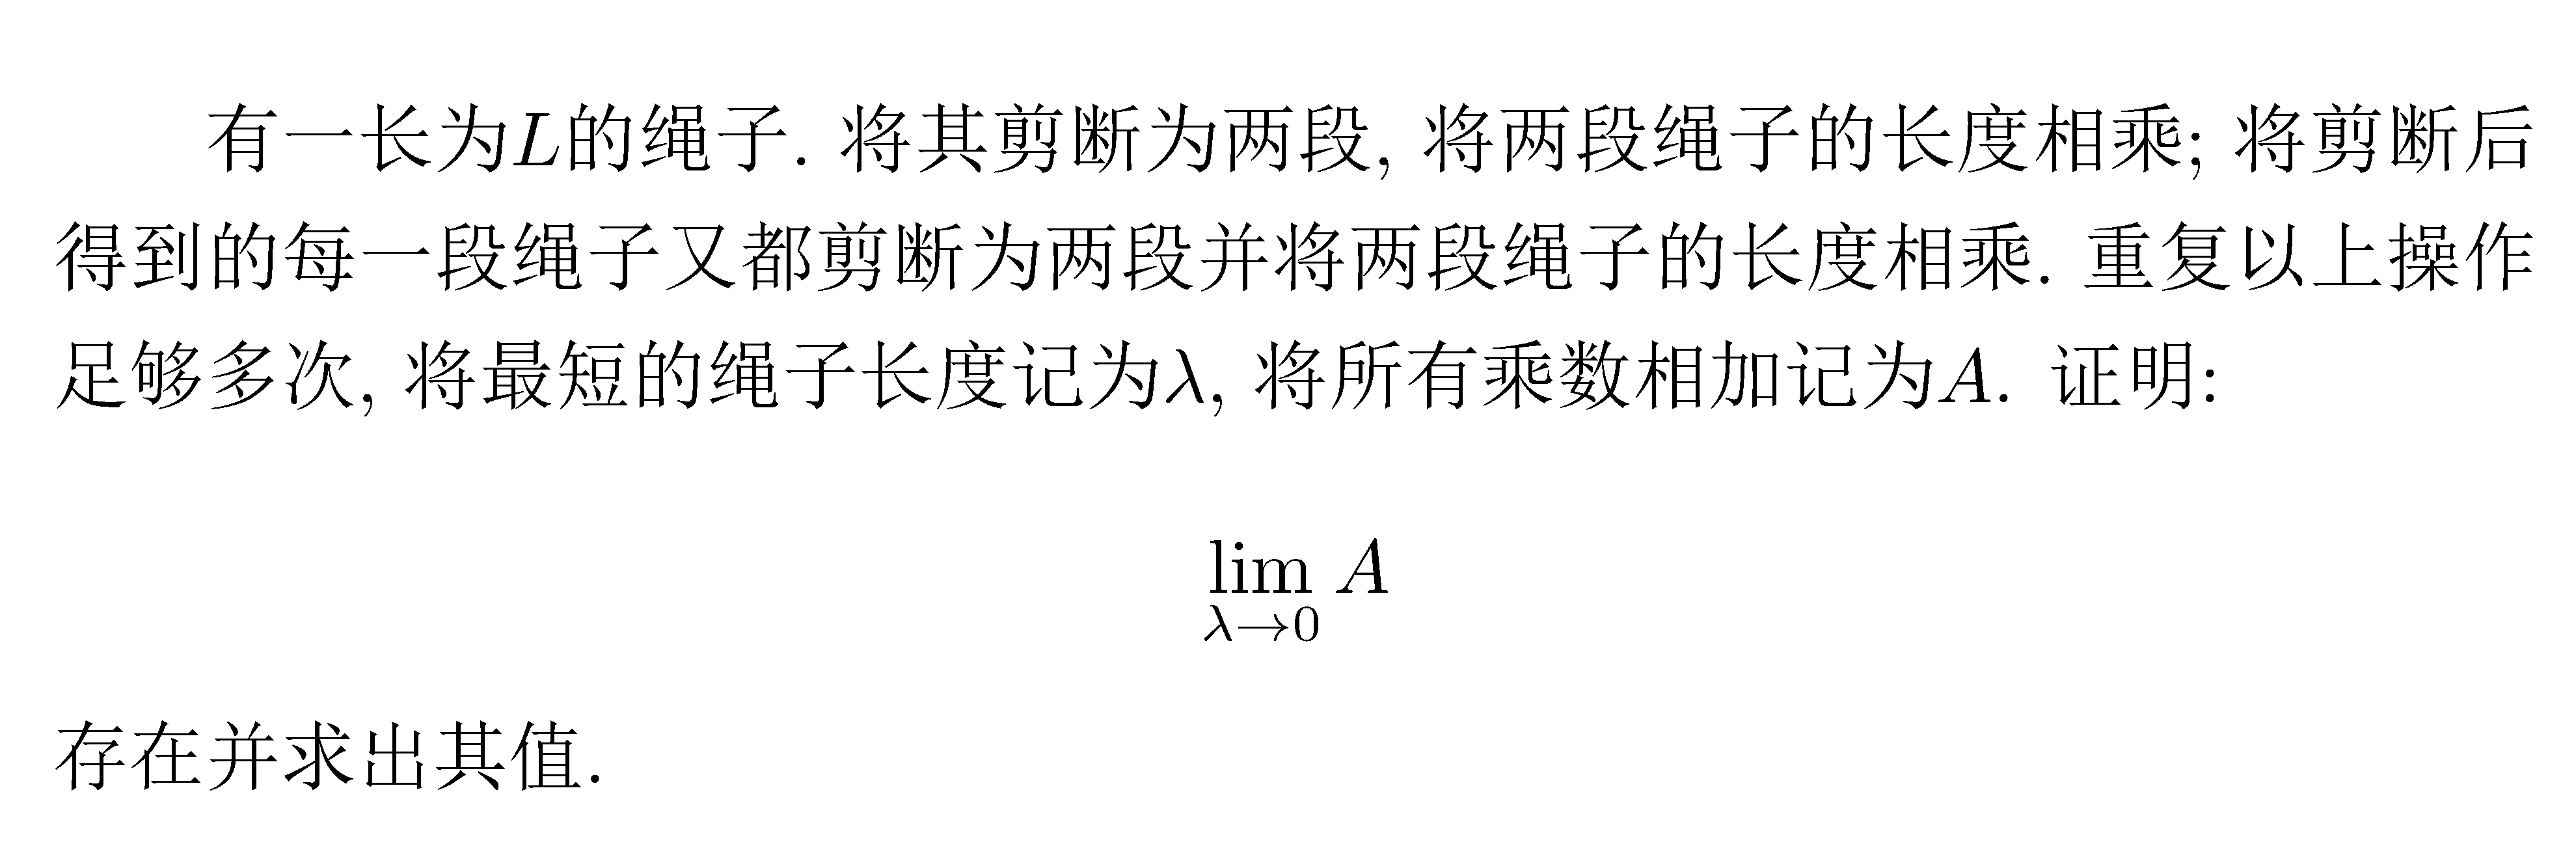 有一长为L的绳子. 将其剪断为两段, 将两段绳子的长度相乘; 将剪断后
得到的每一段绳子又都剪断为两段并将两段绳子的长度相乘. 重复以上操作
足够多次, 将最短的绳子长度记为λ, 将所有乘数相加记为A. 证明:
lim A
λ→0
存在并求出其值.